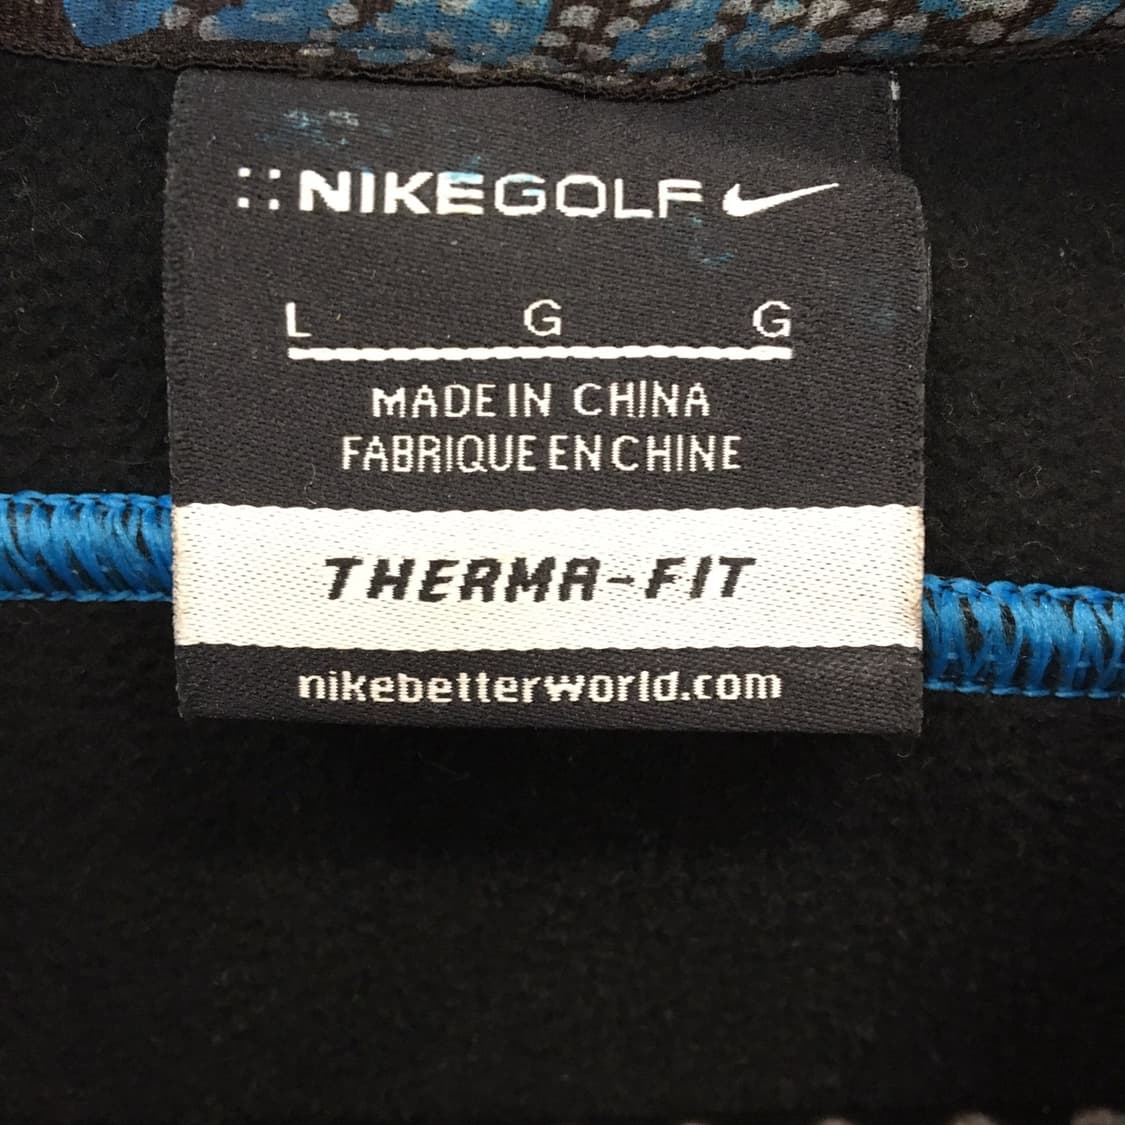 NIKEGOLF
L G G
MADE IN CHINA
FABRIQUE EN CHINE
THERMA-FIT
nikebetterworld.com